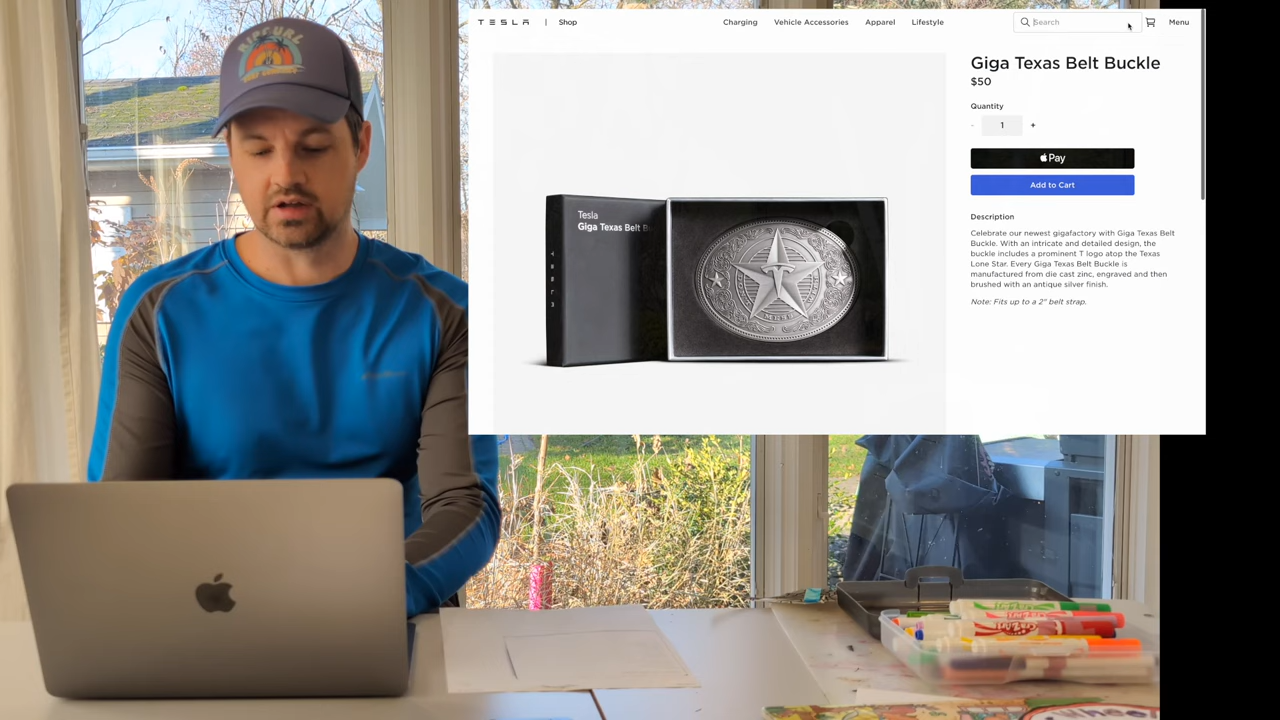 RIP CURL
TESLA | Shop
Charging Vehicle Accessories Apparel Lifestyle
Search
Menu
Giga Texas Belt Buckle
$50
Quantity
- 1 +
Pay
Add to Cart
Description
Celebrate our newest gigafactory with Giga Texas Belt
Buckle. With an intricate and detailed design, the
buckle includes a prominent T logo atop the Texas
Lone Star. Every Giga Texas Belt Buckle is
manufactured from die cast zinc, engraved and then
brushed with an antique silver finish.
Note: Fits up to a 2" belt strap.
Tesla
Giga Texas Belt B